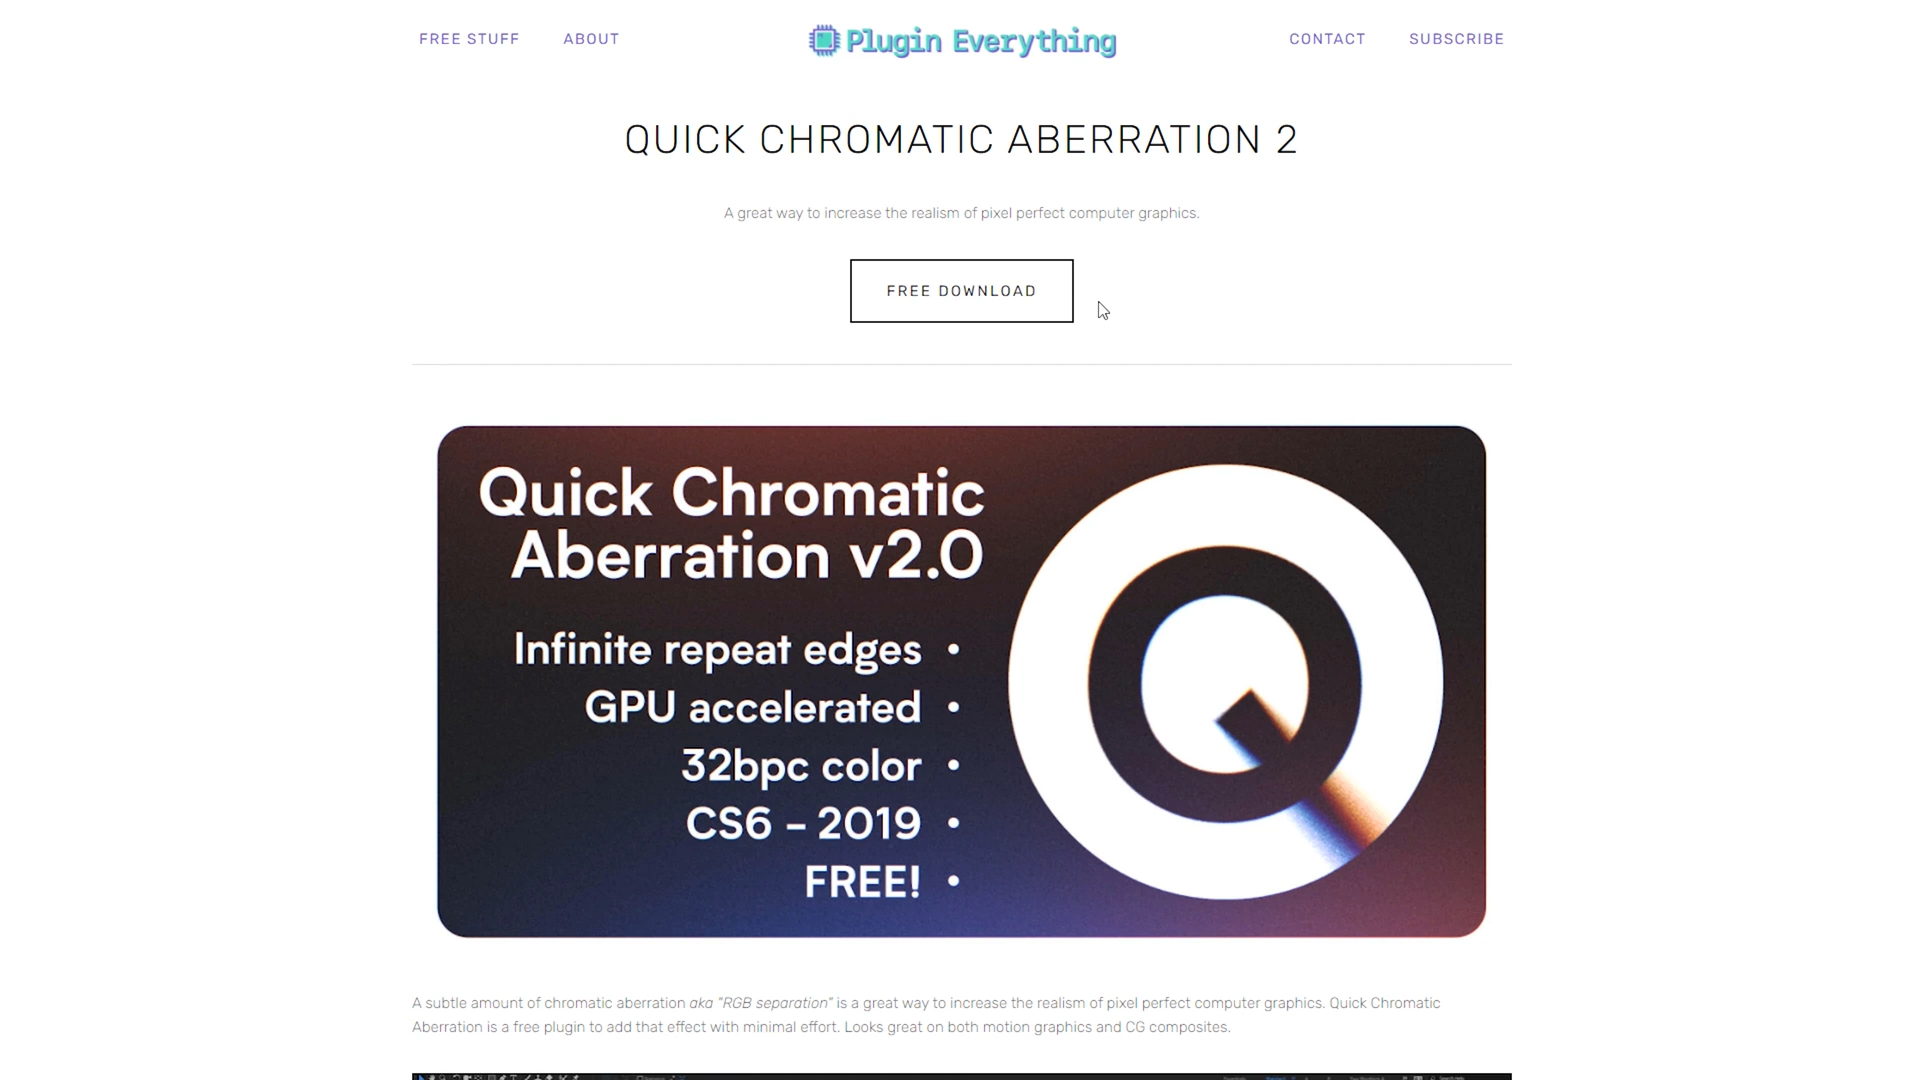 FREE STUFF
ABOUT
Plugin Everything
CONTACT
SUBSCRIBE
QUICK CHROMATIC ABERRATION 2
A great way to increase the realism of pixel perfect computer graphics.
FREE DOWNLOAD
Quick Chromatic
Aberration v2.0
Infinite repeat edges •
GPU accelerated •
32bpc color •
CS6 – 2019 •
FREE! •
A subtle amount of chromatic aberration aka "RGB separation" is a great way to increase the realism of pixel perfect computer graphics. Quick Chromatic
Aberration is a free plugin to add that effect with minimal effort. Looks great on both motion graphics and CG composites.